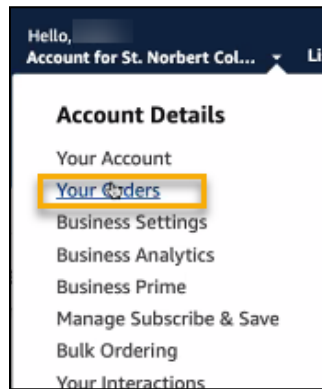 Hello,
Account for St. Norbert Col... Li
Account Details
Your Account
Your Orders
Business Settings
Business Analytics
Business Prime
Manage Subscribe & Save
Bulk Ordering
Your Interactions